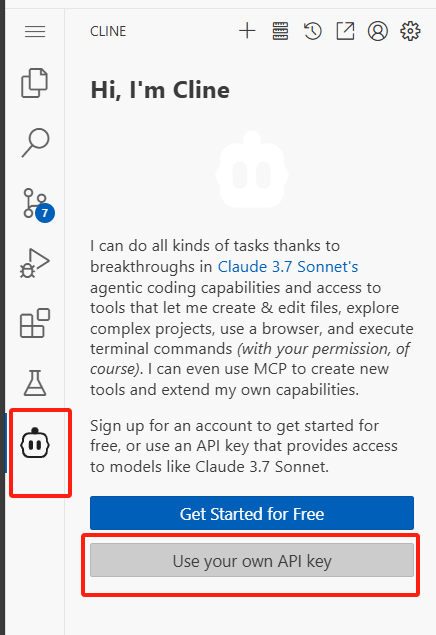 CLINE
Hi, I'm Cline
7
I can do all kinds of tasks thanks to
breakthroughs in Claude 3.7 Sonnet's
agentic coding capabilities and access to
tools that let me create & edit files, explore
complex projects, use a browser, and execute
terminal commands (with your permission, of
course). I can even use MCP to create new
tools and extend my own capabilities.
Sign up for an account to get started for
free, or use an API key that provides access
to models like Claude 3.7 Sonnet.
Get Started for Free
Use your own API key